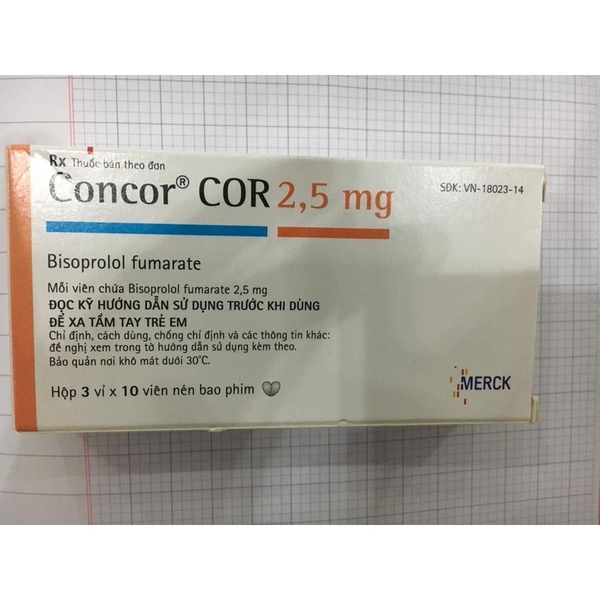 Rx Thuốc bán theo đơn
Concor® COR 2,5 mg
SĐK: VN-18023-14
Bisoprolol fumarate
Mỗi viên chứa Bisoprolol fumarate 2,5 mg
ĐỌC KỸ HƯỚNG DẪN SỬ DỤNG TRƯỚC KHI DÙNG
ĐỂ XA TẦM TAY TRẺ EM
Chỉ định, cách dùng, chống chỉ định và các thông tin khác:
đề nghị xem trong tờ hướng dẫn sử dụng kèm theo.
Bảo quản nơi khô mát dưới 30°C.
Hộp 3 vỉ x 10 viên nén bao phim
MERCK